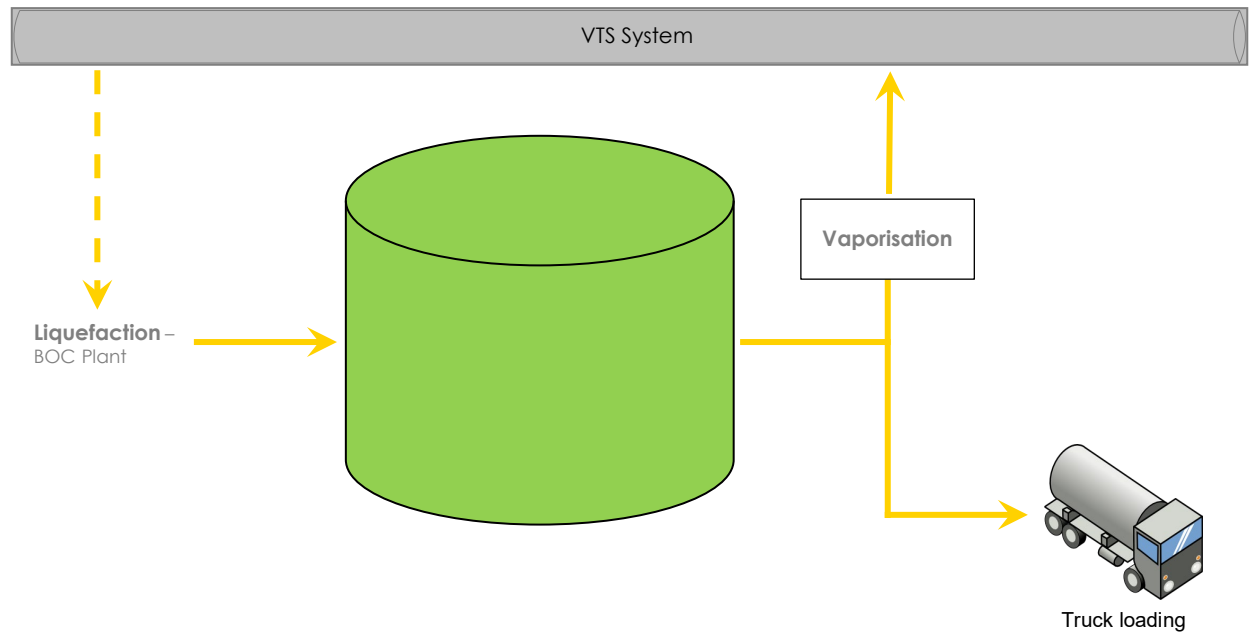 VTS System
Vaporisation
Liquefaction –
BOC Plant
Truck loading